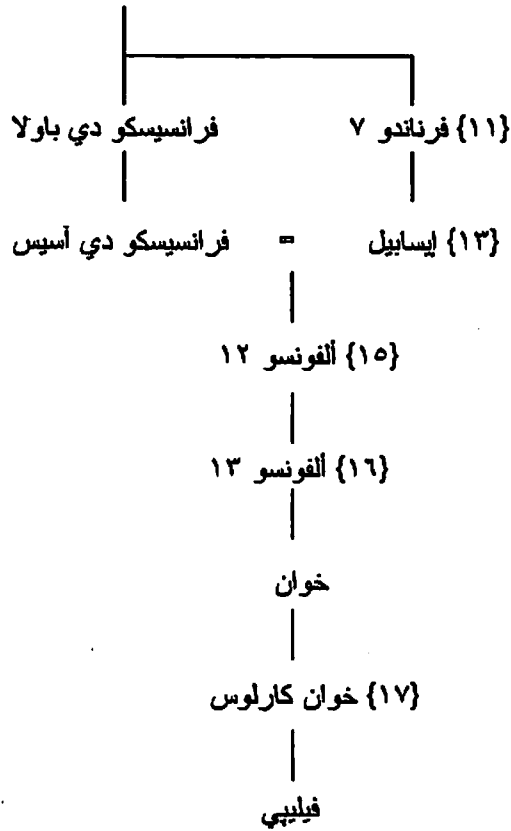 {١١} فرناندو ٧ فرانسيسكو دي باولا
{١٣} إيسابيل = فرانسيسكو دي آسيس
{١٥} ألفونسو ١٢
{١٦} ألفونسو ١٣
خوان
{١٧} خوان كارلوس
فيليبي